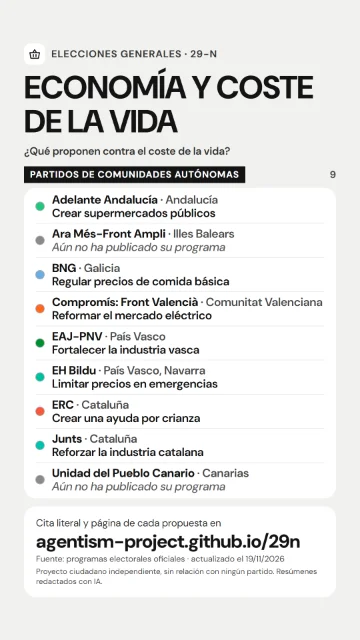 ELECCIONES GENERALES · 29-N
ECONOMÍA Y COSTE
DE LA VIDA
¿Qué proponen contra el coste de la vida?
PARTIDOS DE COMUNIDADES AUTÓNOMAS 9
Adelante Andalucía · Andalucía
Crear supermercados públicos
Ara Més-Front Ampli · Illes Balears
Aún no ha publicado su programa
BNG · Galicia
Regular precios de comida básica
Compromís: Front Valencià · Comunitat Valenciana
Reformar el mercado eléctrico
EAJ-PNV · País Vasco
Fortalecer la industria vasca
EH Bildu · País Vasco, Navarra
Limitar precios en emergencias
ERC · Cataluña
Crear una ayuda por crianza
Junts · Cataluña
Reforzar la industria catalana
Unidad del Pueblo Canario · Canarias
Aún no ha publicado su programa
Cita literal y página de cada propuesta en
agentism-project.github.io/29n
Fuente: programas electorales oficiales · actualizado el 19/11/2026
Proyecto ciudadano independiente, sin relación con ningún partido. Resúmenes
redactados con IA.